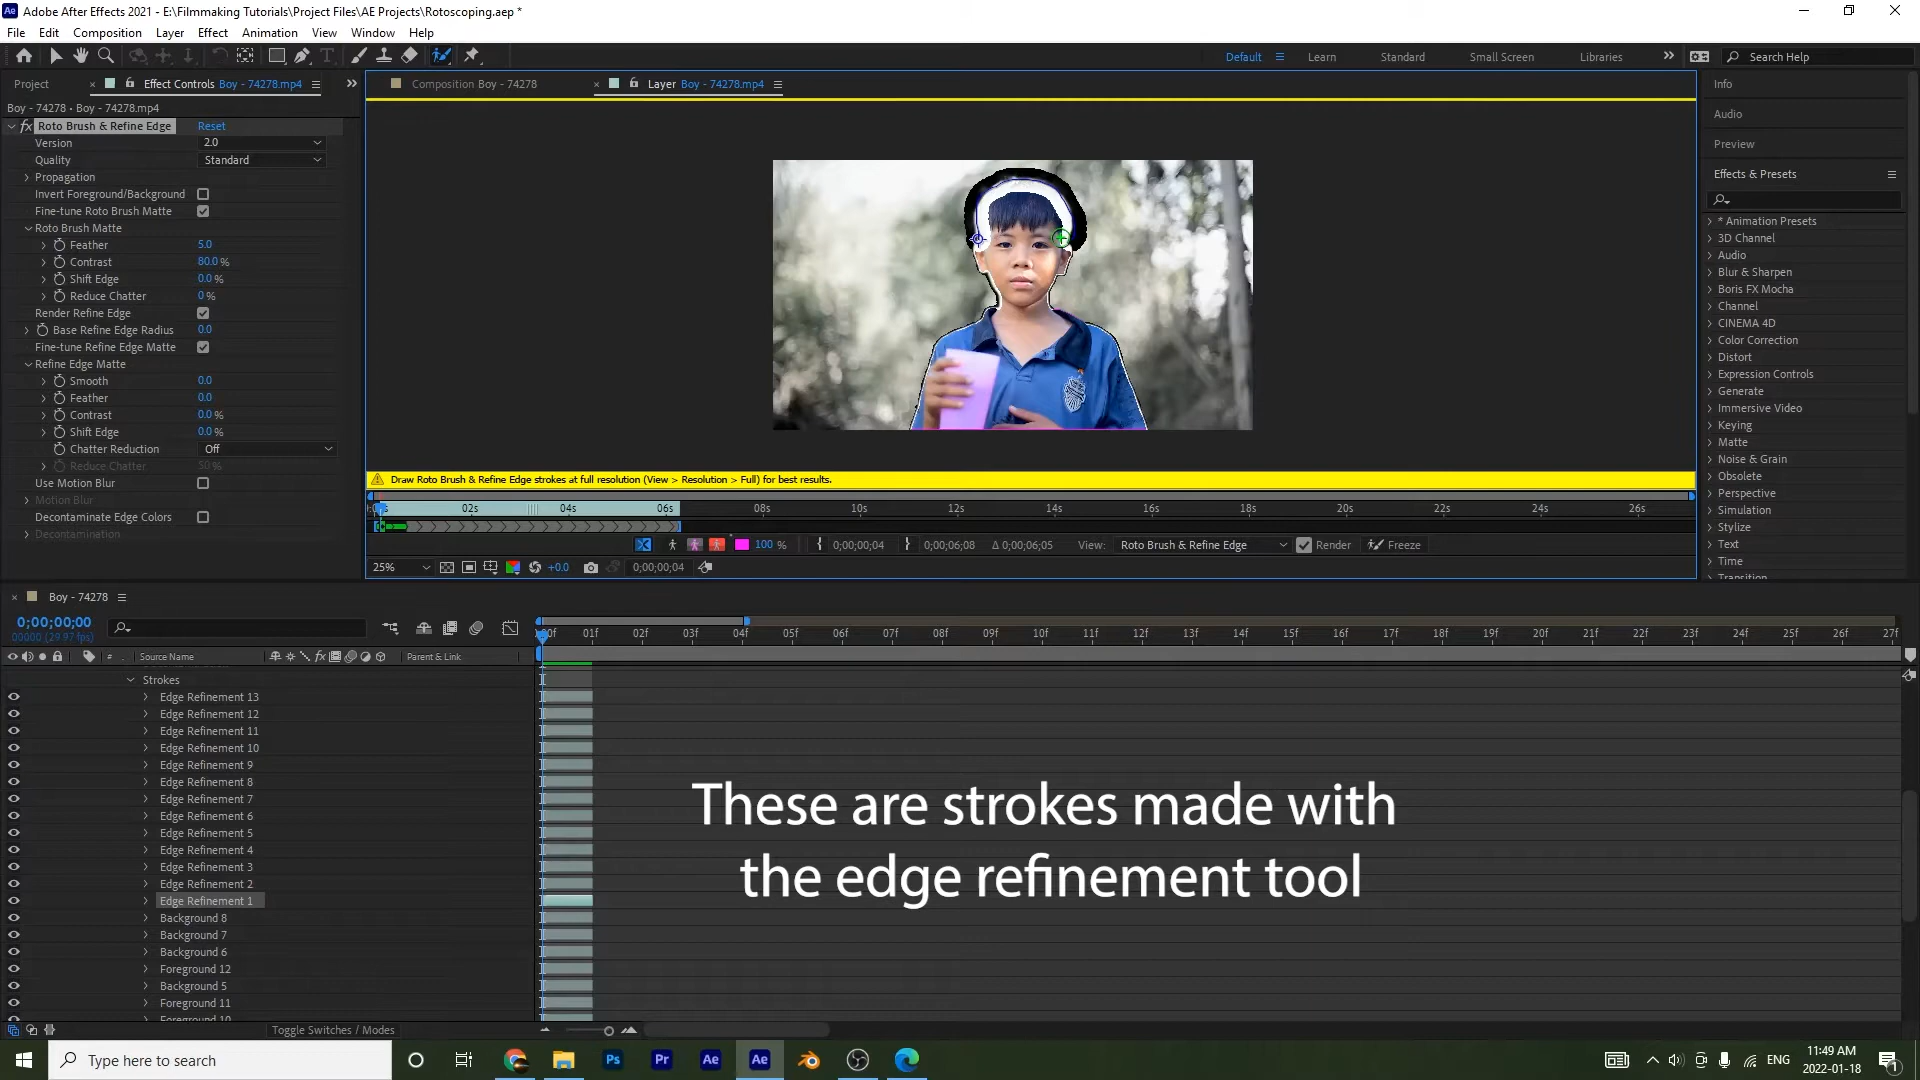 Adobe After Effects 2021 - E:\Filmmaking Tutorials\Project Files\AE Projects\Rotoscoping.aep *
File Edit Composition Layer Effect Animation View Window Help
Default Learn Standard Small Screen Libraries Search Help
Project Effect Controls Boy - 74278.mp4
Boy - 74278 • Boy - 74278.mp4
fx Roto Brush & Refine Edge Reset
Version 2.0
Quality Standard
Propagation
Invert Foreground/Background
Fine-tune Roto Brush Matte
Roto Brush Matte
Feather 5.0
Contrast 80.0 %
Shift Edge 0.0 %
Reduce Chatter 0 %
Render Refine Edge
Base Refine Edge Radius 0.0
Fine-tune Refine Edge Matte
Refine Edge Matte
Smooth 0.0
Feather 0.0
Contrast 0.0 %
Shift Edge 0.0 %
Chatter Reduction Off
Reduce Chatter 50 %
Use Motion Blur
Motion Blur
Decontaminate Edge Colors
Decontamination
Composition Boy - 74278 Layer Boy - 74278.mp4
Draw Roto Brush & Refine Edge strokes at full resolution (View > Resolution > Full) for best results.
02s 04s 06s 08s 10s 12s 14s 16s 18s 20s 22s 24s 26s
100 % 0;00;00;04 0;00;06;08 Δ 0;00;06;05 View: Roto Brush & Refine Edge Render Freeze
25% +0.0 0;00;00;04
Info
Audio
Preview
Effects & Presets
* Animation Presets
3D Channel
Audio
Blur & Sharpen
Boris FX Mocha
Channel
CINEMA 4D
Color Correction
Distort
Expression Controls
Generate
Immersive Video
Keying
Matte
Noise & Grain
Obsolete
Perspective
Simulation
Stylize
Text
Time
Transition
Boy - 74278
0;00;00;00
00000 (29.97 fps)
01f 02f 03f 04f 05f 06f 07f 08f 09f 10f 11f 12f 13f 14f 15f 16f 17f 18f 19f 20f 21f 22f 23f 24f 25f 26f 27f
# Source Name fx Parent & Link
Strokes
Edge Refinement 13
Edge Refinement 12
Edge Refinement 11
Edge Refinement 10
Edge Refinement 9
Edge Refinement 8
Edge Refinement 7
Edge Refinement 6
Edge Refinement 5
Edge Refinement 4
Edge Refinement 3
Edge Refinement 2
Edge Refinement 1
Background 8
Background 7
Background 6
Foreground 12
Background 5
Foreground 11
Foreground 10
These are strokes made with
the edge refinement tool
Toggle Switches / Modes
Type here to search
Ps Pr Ae Ae
ENG
11:49 AM
2022-01-18
1